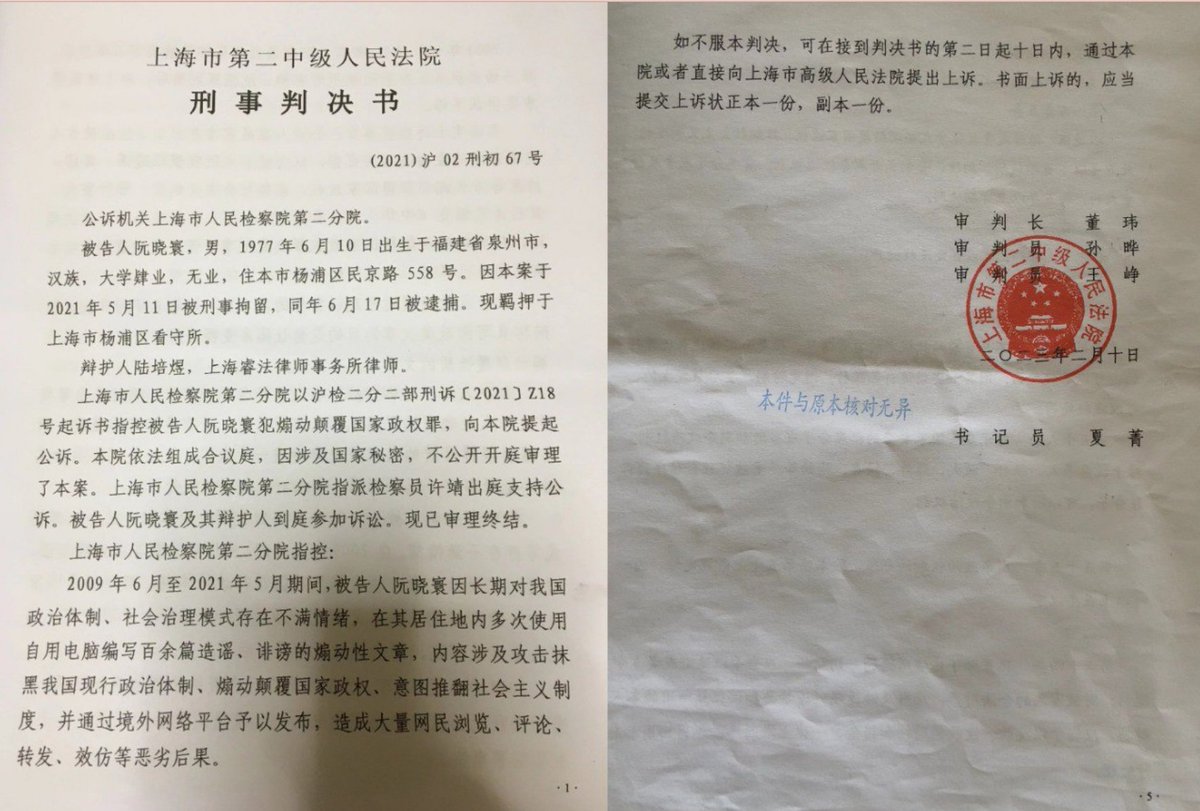 上海市第二中级人民法院
刑事判决书
(2021)沪02刑初67号
公诉机关上海市人民检察院第二分院。
被告人阮晓寰，男，1977年6月10日出生于福建省泉州市，
汉族，大学肄业，无业，住本市杨浦区民京路558号。因本案于
2021年5月11日被刑事拘留，同年6月17日被逮捕。现羁押于
上海市杨浦区看守所。
辩护人陆培煜，上海睿法律师事务所律师。
上海市人民检察院第二分院以沪检二分二部刑诉〔2021〕Z18
号起诉书指控被告人阮晓寰犯煽动颠覆国家政权罪，向本院提起
公诉。本院依法组成合议庭，因涉及国家秘密，不公开开庭审理
了本案。上海市人民检察院第二分院指派检察员许靖出庭支持公
诉。被告人阮晓寰及其辩护人到庭参加诉讼。现已审理终结。
上海市人民检察院第二分院指控：
2009年6月至2021年5月期间，被告人阮晓寰因长期对我国
政治体制、社会治理模式存在不满情绪，在其居住地内多次使用
自用电脑编写百余篇造谣、诽谤的煽动性文章，内容涉及攻击抹
黑我国现行政治体制、煽动颠覆国家政权、意图推翻社会主义制
度，并通过境外网络平台予以发布，造成大量网民浏览、评论、
转发、效仿等恶劣后果。
·1·
如不服本判决，可在接到判决书的第二日起十日内，通过本
院或者直接向上海市高级人民法院提出上诉。书面上诉的，应当
提交上诉状正本一份，副本一份。
审判长 董玮
审判员 孙晔
审判员 王峥
上海市第二中级人民法院
二〇二三年二月十日
本件与原本核对无异
书记员 夏菁
·5·